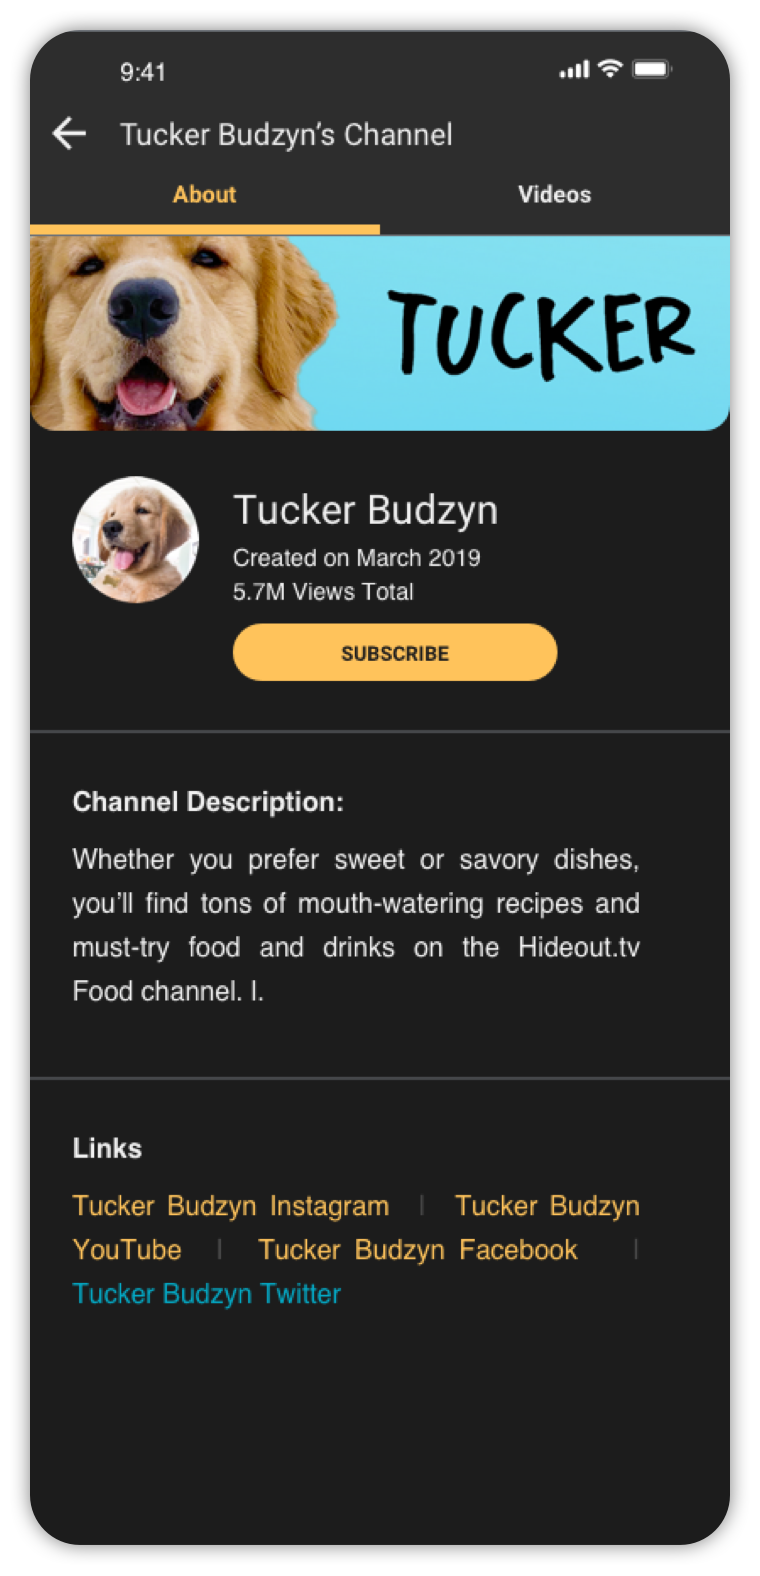 9:41
Tucker Budzyn’s Channel
About
Videos
TUCKER
Tucker Budzyn
Created on March 2019
5.7M Views Total
SUBSCRIBE
Channel Description:
Whether you prefer sweet or savory dishes,
you’ll find tons of mouth-watering recipes and
must-try food and drinks on the Hideout.tv
Food channel. I.
Links
Tucker Budzyn Instagram | Tucker Budzyn
YouTube | Tucker Budzyn Facebook |
Tucker Budzyn Twitter